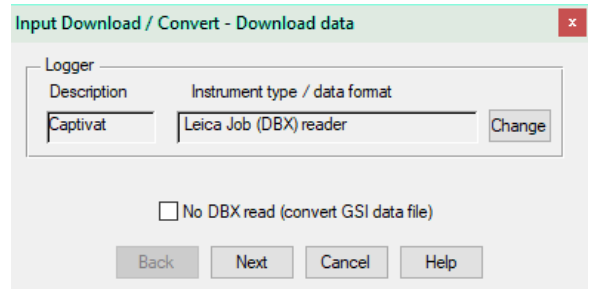 Input Download / Convert - Download data x
Logger
Description Instrument type / data format
Captivat Leica Job (DBX) reader Change
No DBX read (convert GSI data file)
Back Next Cancel Help